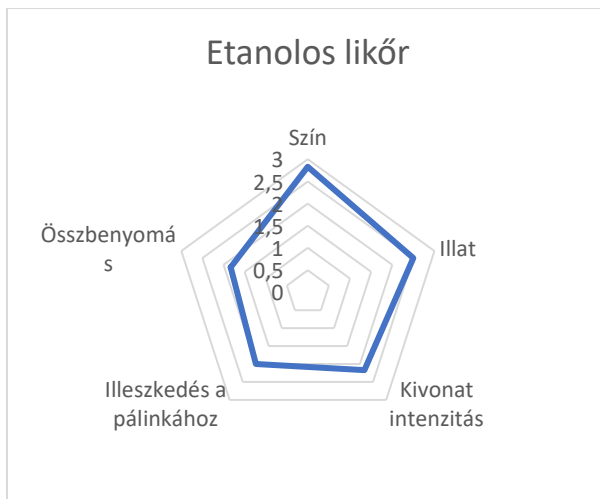 Etanolos likőr
Szín
3
2,5
2
1,5
1
0,5
0
Illat
Kivonat
intenzitás
Illeszkedés a
pálinkához
Összbenyomá
s